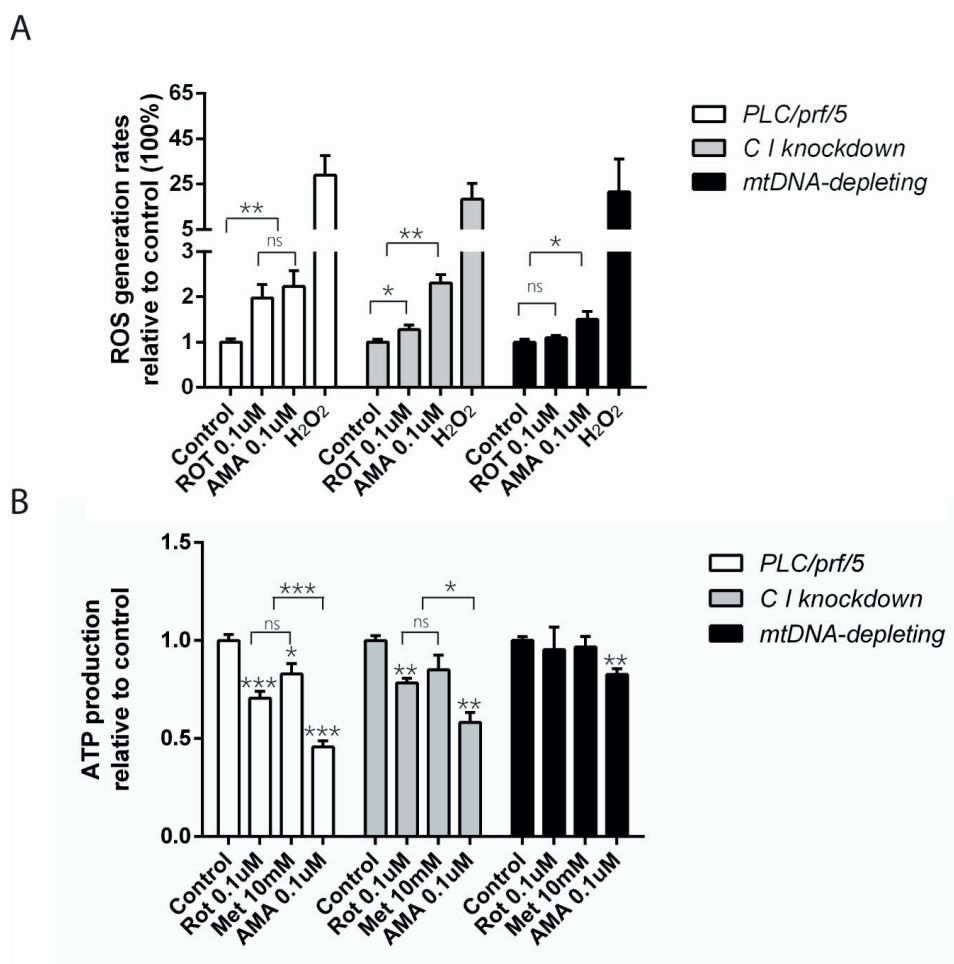 A
ROS generation rates
relative to control (100%)
65
45
25
5
3
2
1
0
**
ns
*
**
ns
*
Control
ROT 0.1uM
AMA 0.1uM
H2O2
Control
ROT 0.1uM
AMA 0.1uM
H2O2
Control
ROT 0.1uM
AMA 0.1uM
H2O2
PLC/prf/5
C I knockdown
mtDNA-depleting
B
ATP production
relative to control
1.5
1.0
0.5
0.0
***
ns
*
***
***
*
ns
**
**
**
Control
Rot 0.1uM
Met 10mM
AMA 0.1uM
Control
Rot 0.1uM
Met 10mM
AMA 0.1uM
Control
Rot 0.1uM
Met 10mM
AMA 0.1uM
PLC/prf/5
C I knockdown
mtDNA-depleting